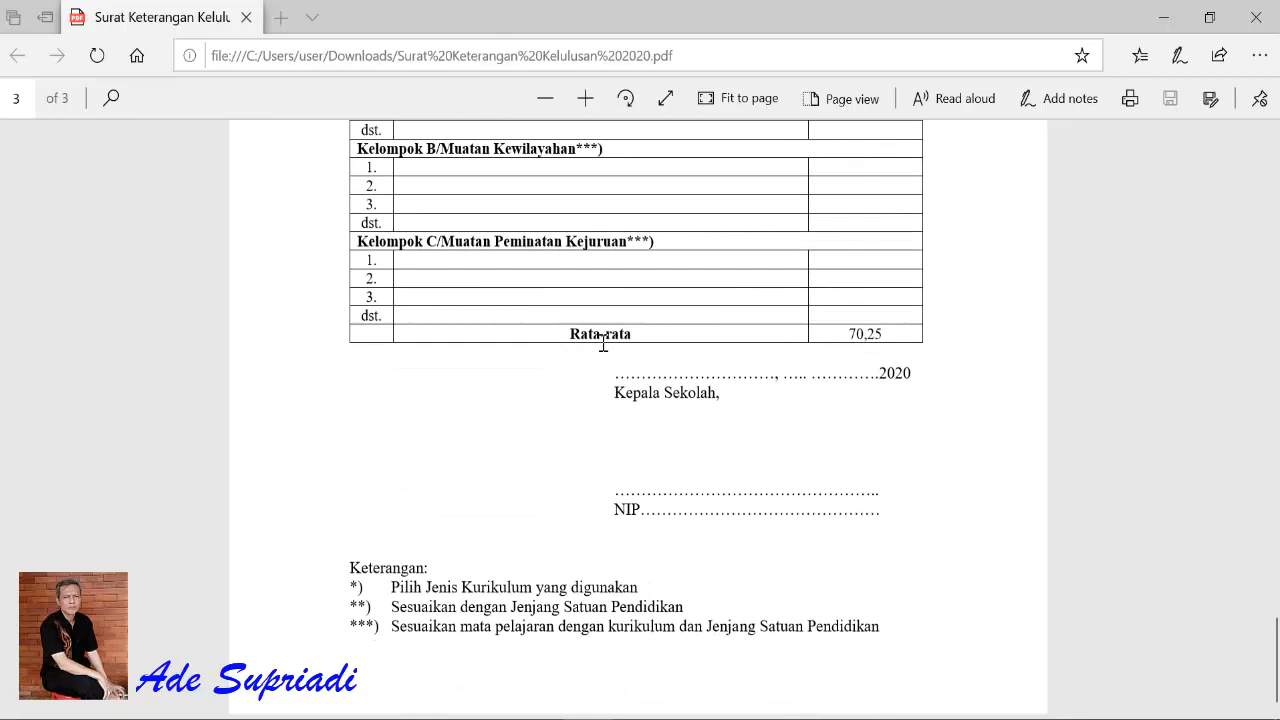 Surat Keterangan Kelulu
file:///C:/Users/user/Downloads/Surat%20Keterangan%20Kelulusan%202020.pdf
3 of 3 Fit to page Page view Read aloud Add notes
dst.
Kelompok B/Muatan Kewilayahan***)
1.
2.
3.
dst.
Kelompok C/Muatan Peminatan Kejuruan***)
1.
2.
3.
dst.
Rata-rata 70,25
…………………………, ….. ………….2020
Kepala Sekolah,
………………………………………..
NIP………………………………………
Keterangan:
*) Pilih Jenis Kurikulum yang digunakan
**) Sesuaikan dengan Jenjang Satuan Pendidikan
***) Sesuaikan mata pelajaran dengan kurikulum dan Jenjang Satuan Pendidikan
Ade Supriadi